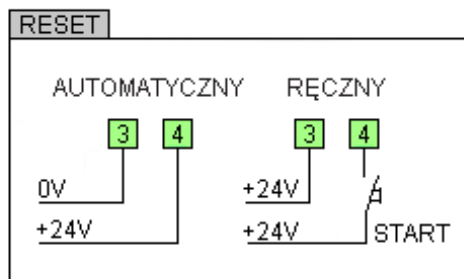 RESET
AUTOMATYCZNY RĘCZNY
3 4 3 4
0V +24V
+24V +24V START